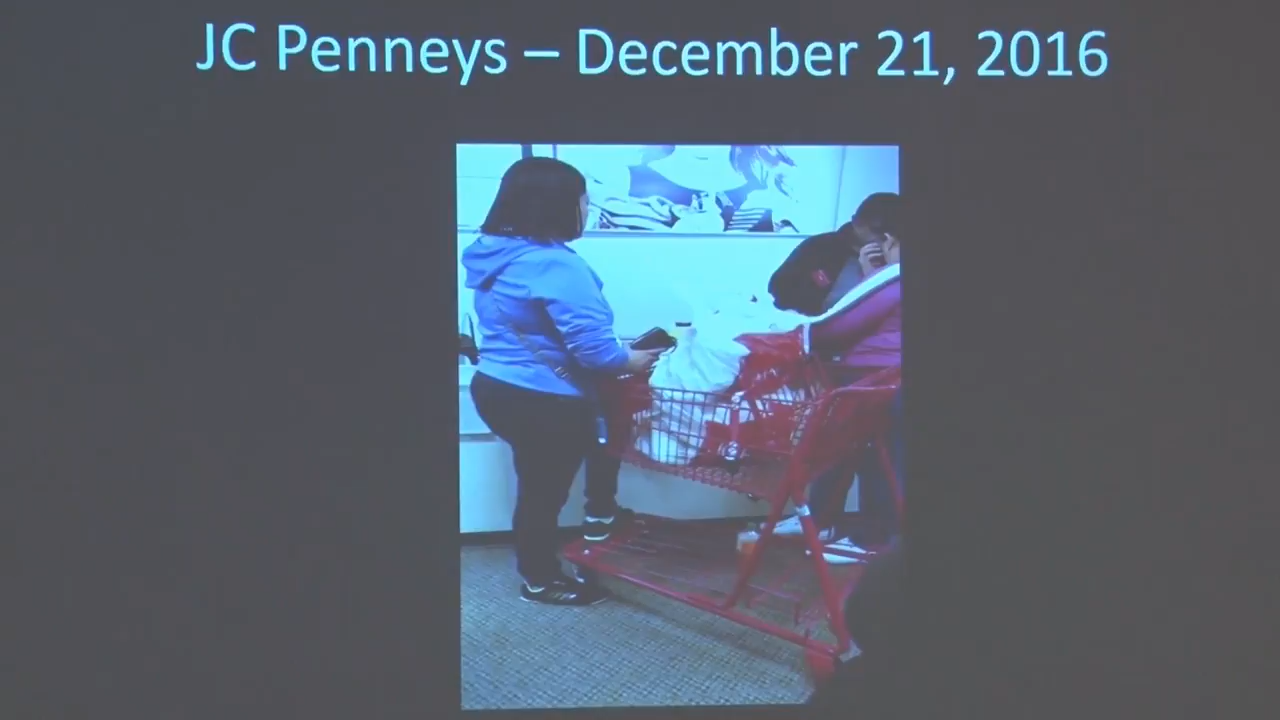 JC Penneys – December 21, 2016